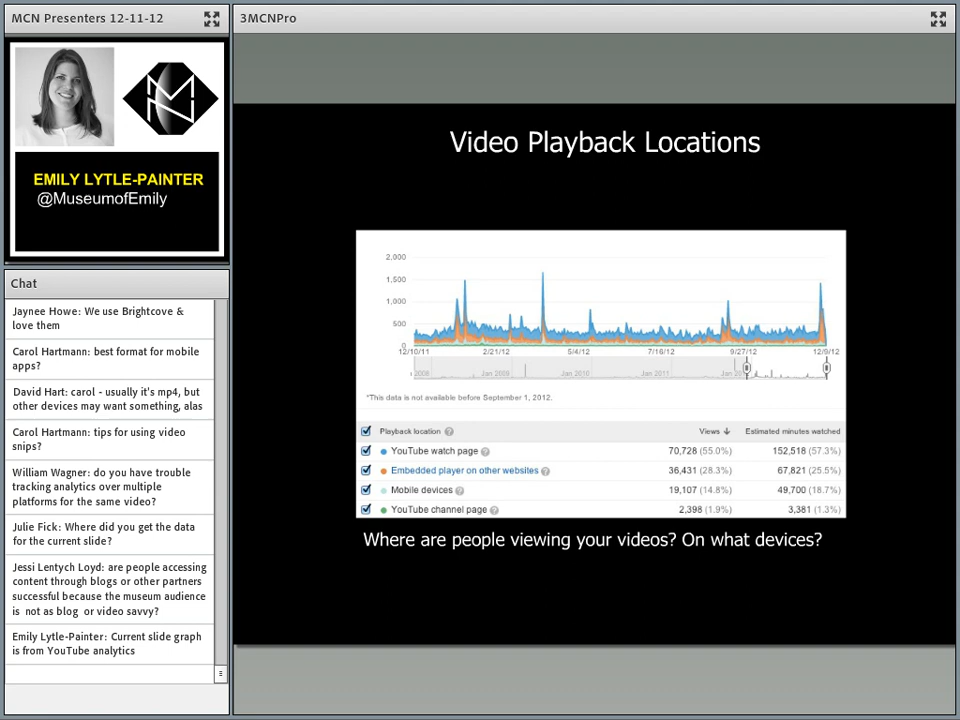 MCN Presenters 12-11-12
EMILY LYTLE-PAINTER
@MuseumofEmily
Chat
Jaynee Howe: We use Brightcove &
love them
Carol Hartmann: best format for mobile
apps?
David Hart: carol - usually it's mp4, but
other devices may want something, alas
Carol Hartmann: tips for using video
snips?
William Wagner: do you have trouble
tracking analytics over multiple
platforms for the same video?
Julie Fick: Where did you get the data
for the current slide?
Jessi Lentych Loyd: are people accessing
content through blogs or other partners
successful because the museum audience
is not as blog or video savvy?
Emily Lytle-Painter: Current slide graph
is from YouTube analytics
3MCNPro
Video Playback Locations
2,000
1,500
1,000
500
0
12/10/11 2/21/12 5/4/12 7/16/12 9/27/12 12/9/12
2008 Jan 2009 Jan 2010 Jan 2011
*This data is not available before September 1, 2012.
Playback location ? Views ↓ Estimated minutes watched
YouTube watch page ? 70,728 (55.0%) 152,518 (57.3%)
Embedded player on other websites ? 36,431 (28.3%) 67,821 (25.5%)
Mobile devices ? 19,107 (14.8%) 49,700 (18.7%)
YouTube channel page ? 2,398 (1.9%) 3,381 (1.3%)
Where are people viewing your videos? On what devices?